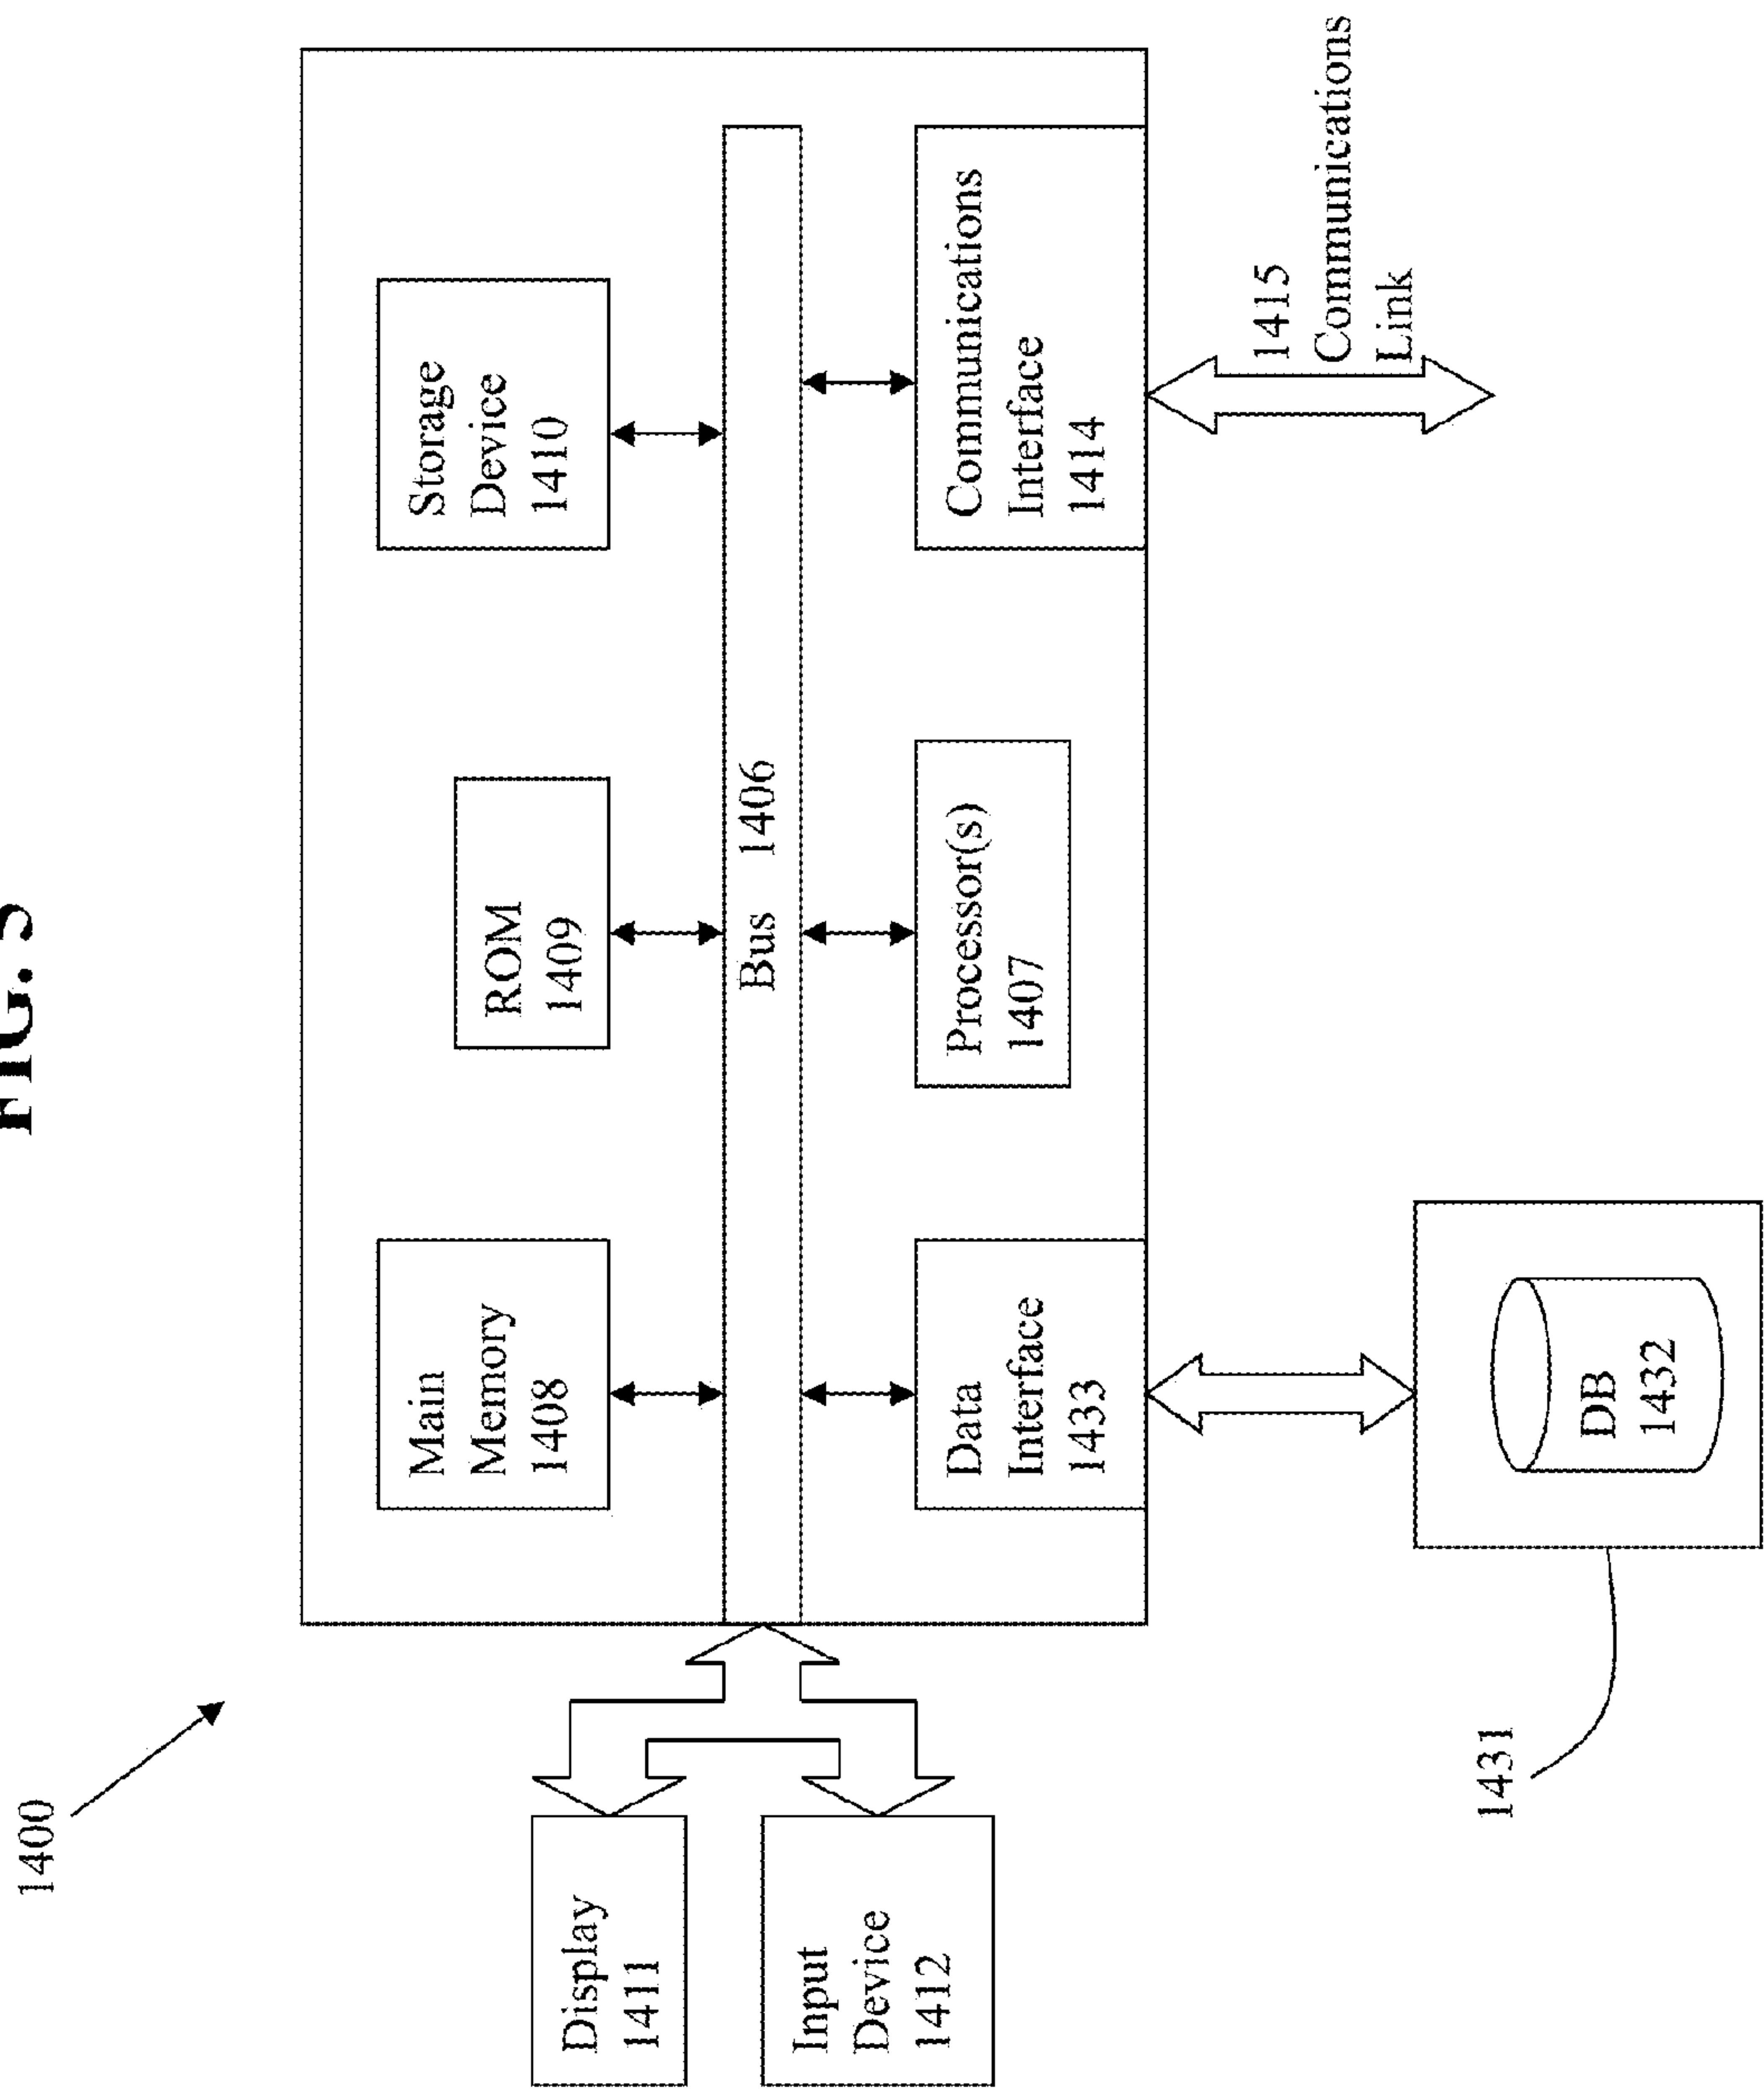 FIG.
1400
Main
Memory
1408
ROM
1409
Storage
Device
1410
Display
1411
Bus 1406
Input
Device
1412
Data
Interface
1433
Processor(s)
1407
Communications
Interface
1414
1415
Communications
Link
1431
DB
1432